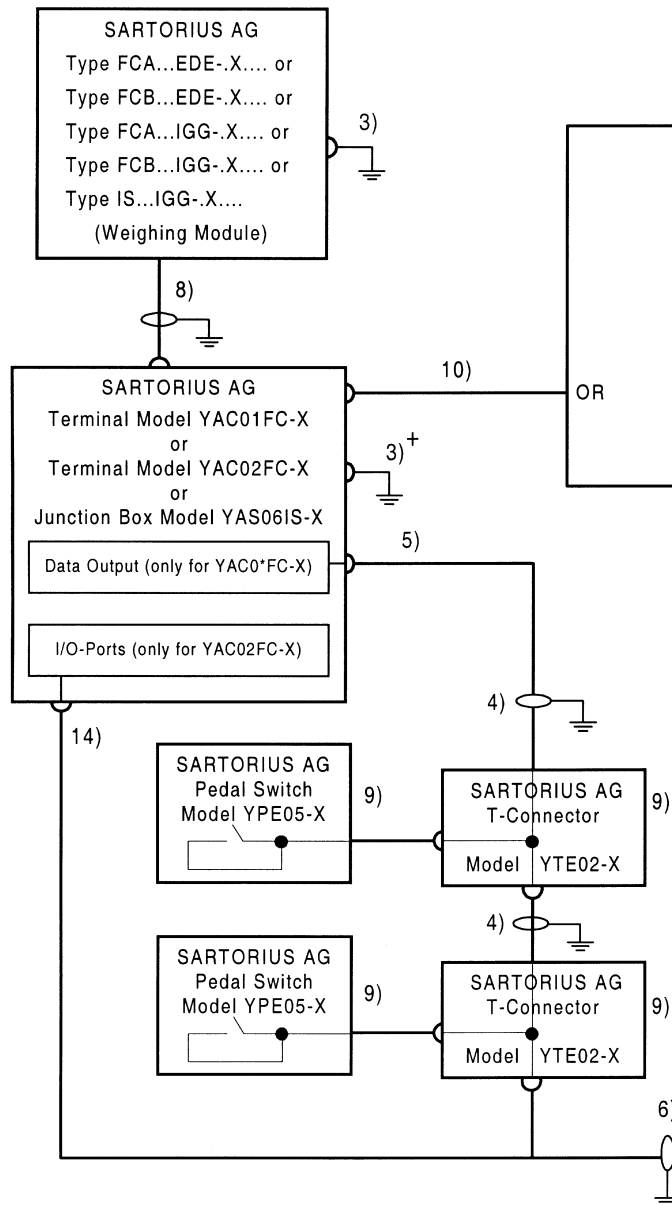 SARTORIUS AG
Type FCA...EDE-.X.... or
Type FCB...EDE-.X.... or
Type FCA...IGG-.X.... or
Type FCB...IGG-.X.... or
Type IS...IGG-.X....
(Weighing Module)
3)
8)
SARTORIUS AG
Terminal Model YAC01FC-X
or
Terminal Model YAC02FC-X
or
Junction Box Model YAS06IS-X
Data Output (only for YAC0*FC-X)
I/O-Ports (only for YAC02FC-X)
10)
OR
3)+
5)
14)
4)
SARTORIUS AG
Pedal Switch
Model YPE05-X
9)
SARTORIUS AG
T-Connector
Model YTE02-X
9)
4)
SARTORIUS AG
Pedal Switch
Model YPE05-X
9)
SARTORIUS AG
T-Connector
Model YTE02-X
9)
6)